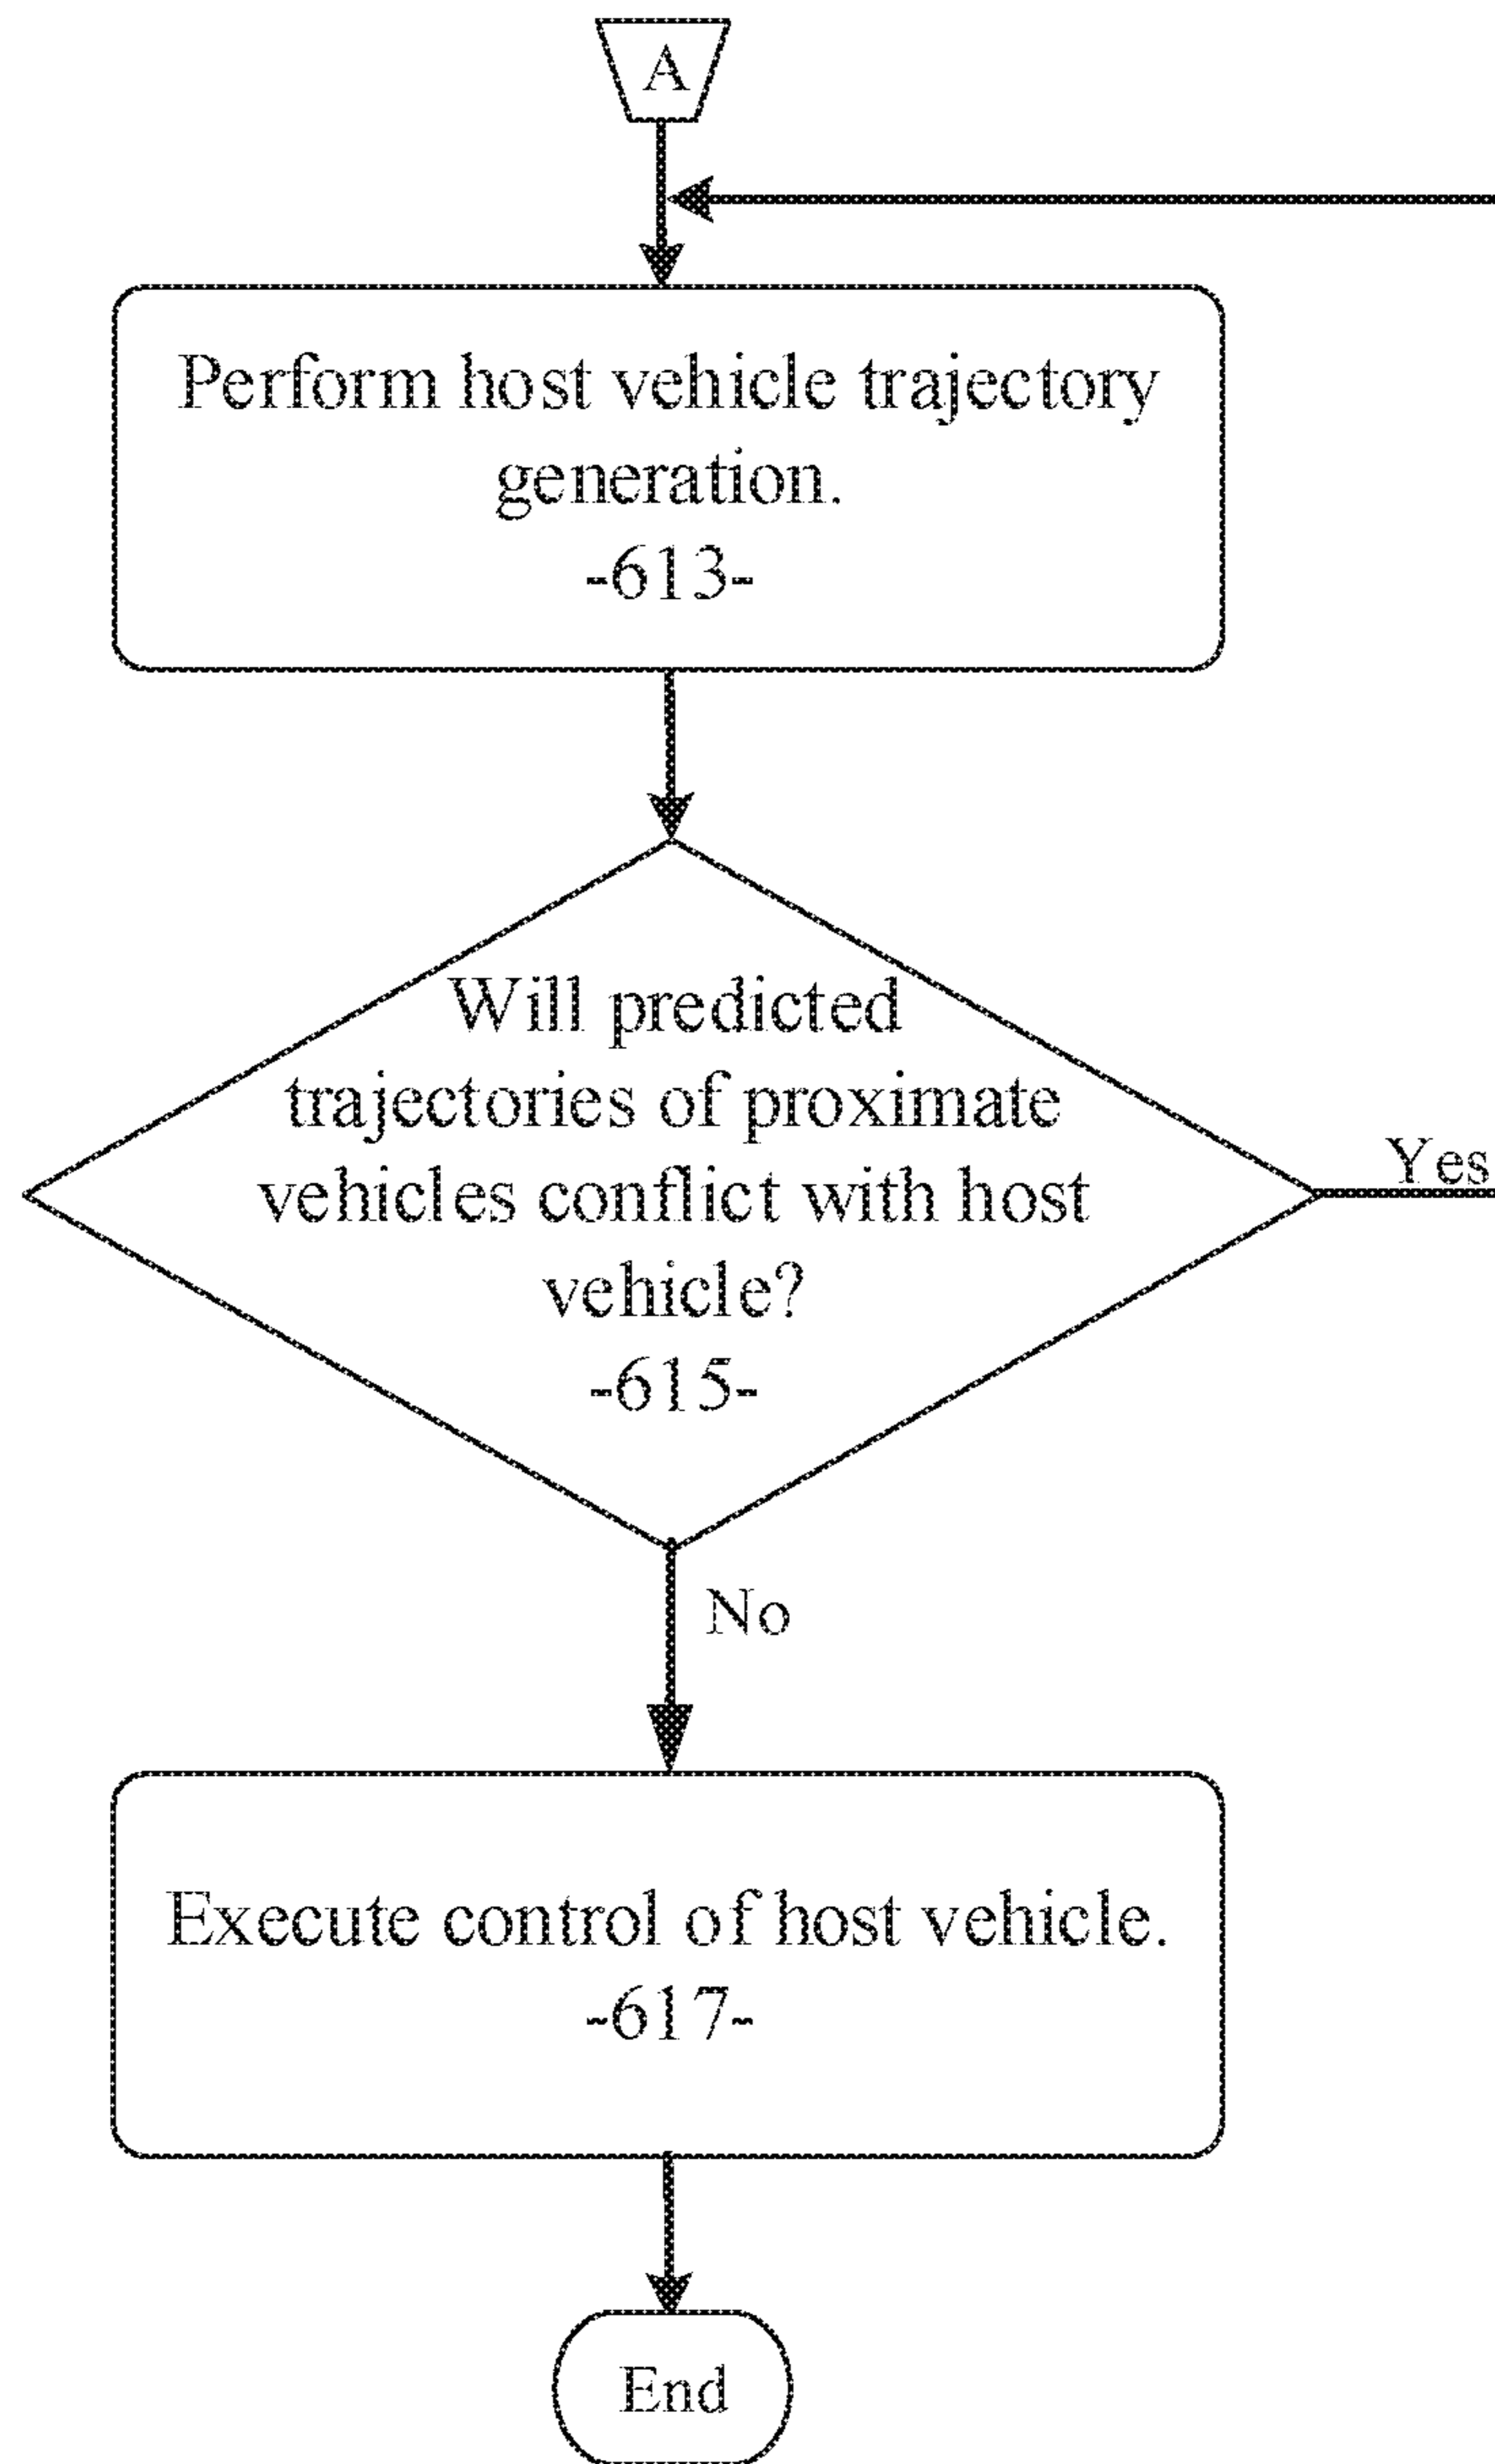 A
Perform host vehicle trajectory
generation.
-613-
Will predicted
trajectories of proximate
vehicles conflict with host
vehicle?
-615-
Yes
No
Execute control of host vehicle.
-617-
End